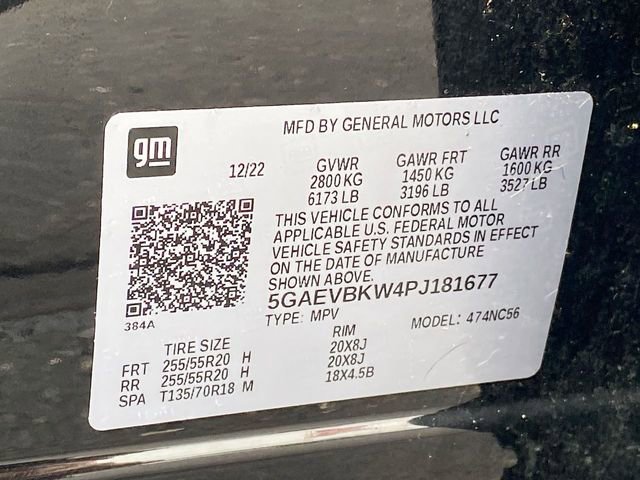 gm
MFD BY GENERAL MOTORS LLC
12/22 GVWR GAWR FRT GAWR RR
2800 KG 1450 KG 1600 KG
6173 LB 3196 LB 3527 LB
THIS VEHICLE CONFORMS TO ALL
APPLICABLE U.S. FEDERAL MOTOR
VEHICLE SAFETY STANDARDS IN EFFECT
ON THE DATE OF MANUFACTURE
SHOWN ABOVE.
384A
5GAEVBKW4PJ181677
TYPE: MPV MODEL: 474NC56
TIRE SIZE RIM
FRT 255/55R20 H 20X8J
RR 255/55R20 H 20X8J
SPA T135/70R18 M 18X4.5B